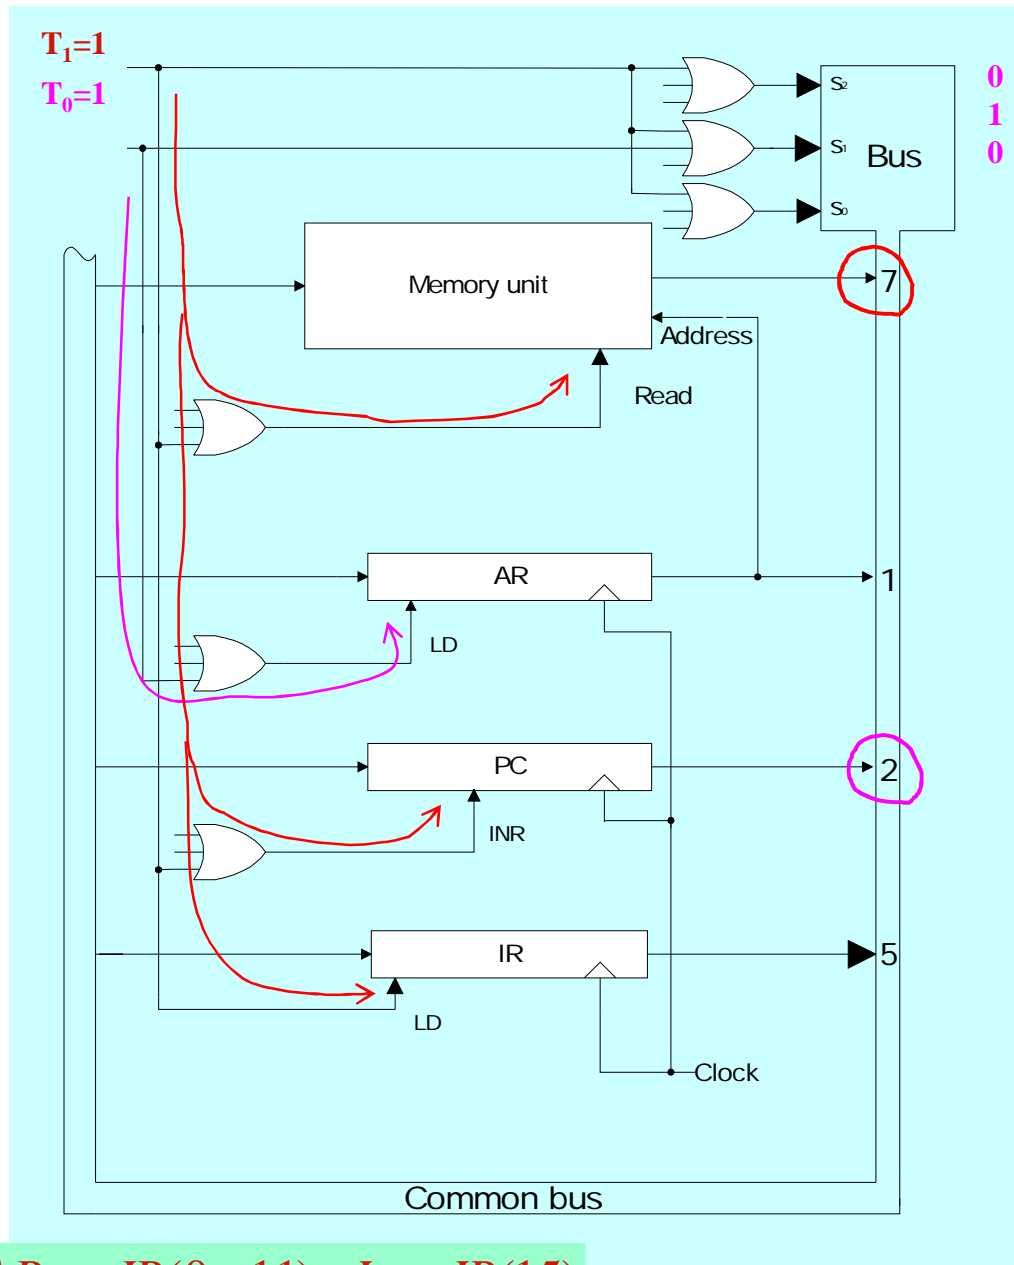 T1=1
T0=1
S2
S1
S0
Bus
0
1
0
Memory unit
7
Address
Read
AR
1
LD
PC
2
INR
IR
5
LD
Clock
Common bus